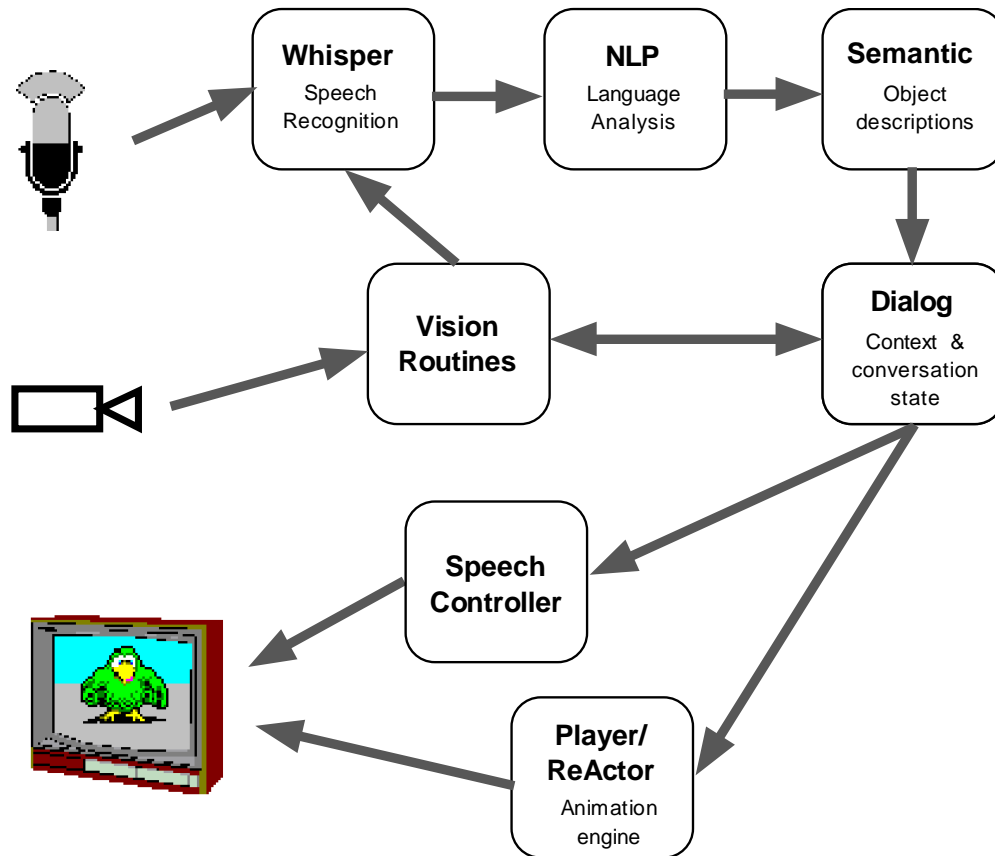 Whisper
Speech
Recognition
NLP
Language
Analysis
Semantic
Object
descriptions
Vision
Routines
Dialog
Context &
conversation
state
Speech
Controller
Player/
ReActor
Animation
engine